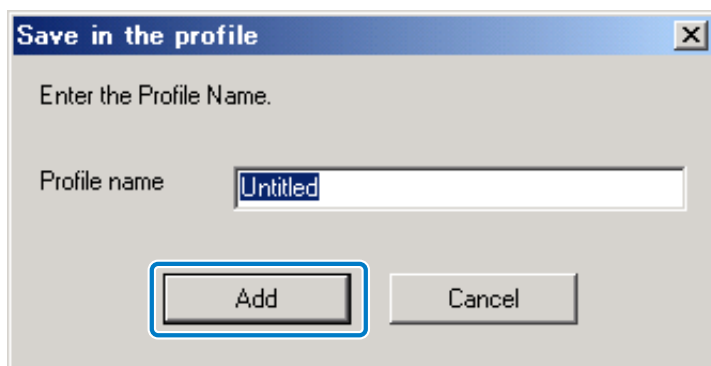 Save in the profile
Enter the Profile Name.
Profile name Untitled
Add Cancel